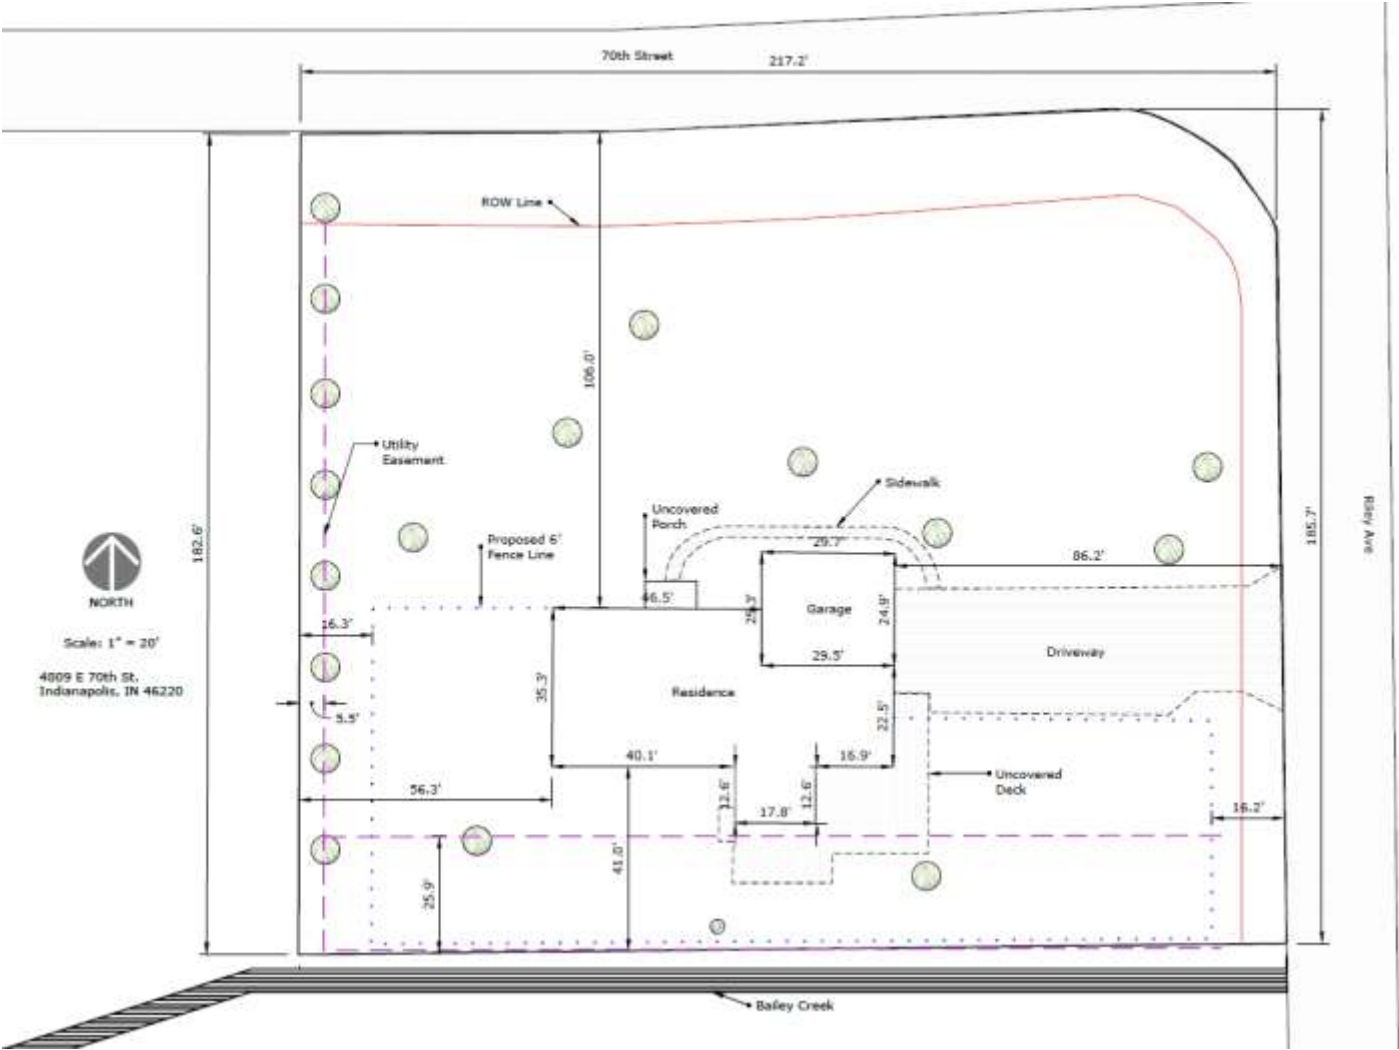 70th Street
217.2'
ROW Line
106.0'
Utility
Easement
Sidewalk
Uncovered
Porch
Proposed 6'
Fence Line
182.6'
185.7'
Riley Ave
NORTH
Scale: 1" = 20'
4809 E 70th St.
Indianapolis, IN 46220
29.7'
86.2'
46.5'
25.3'
Garage
24.9'
16.3'
29.5'
Driveway
35.3'
Residence
5.5'
22.5'
40.1'
16.9'
56.3'
12.6'
12.6'
17.8'
Uncovered
Deck
16.2'
41.0'
25.9'
Bailey Creek